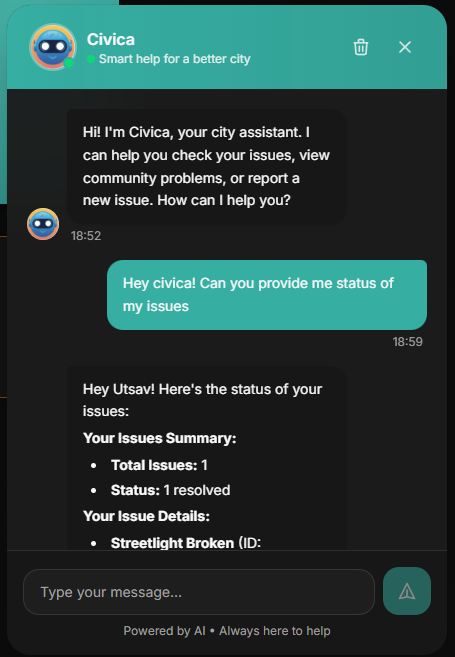 Civica
Smart help for a better city
Hi! I'm Civica, your city assistant. I
can help you check your issues, view
community problems, or report a
new issue. How can I help you?
18:52
Hey civica! Can you provide me status of
my issues
18:59
Hey Utsav! Here's the status of your
issues:
Your Issues Summary:
• Total Issues: 1
• Status: 1 resolved
Your Issue Details:
• Streetlight Broken (ID:
Type your message...
Powered by AI • Always here to help